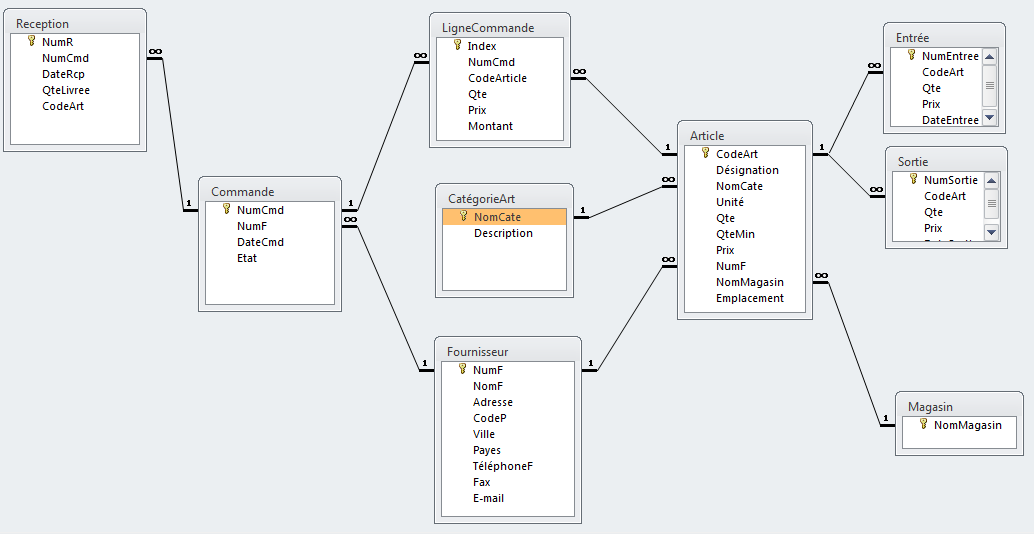 Reception
NumR
NumCmd
DateRcp
QteLivree
CodeArt
∞
1
Commande
NumCmd
NumF
DateCmd
Etat
1
∞
∞
1
LigneCommande
Index
NumCmd
CodeArticle
Qte
Prix
Montant
∞
1
CatégorieArt
NomCate
Description
1
∞
Fournisseur
NumF
NomF
Adresse
CodeP
Ville
Payes
TéléphoneF
Fax
E-mail
1
∞
Article
CodeArt
Désignation
NomCate
Unité
Qte
QteMin
Prix
NumF
NomMagasin
Emplacement
1
∞
∞
∞
1
Entrée
NumEntree
CodeArt
Qte
Prix
DateEntree
Sortie
NumSortie
CodeArt
Qte
Prix
Magasin
NomMagasin